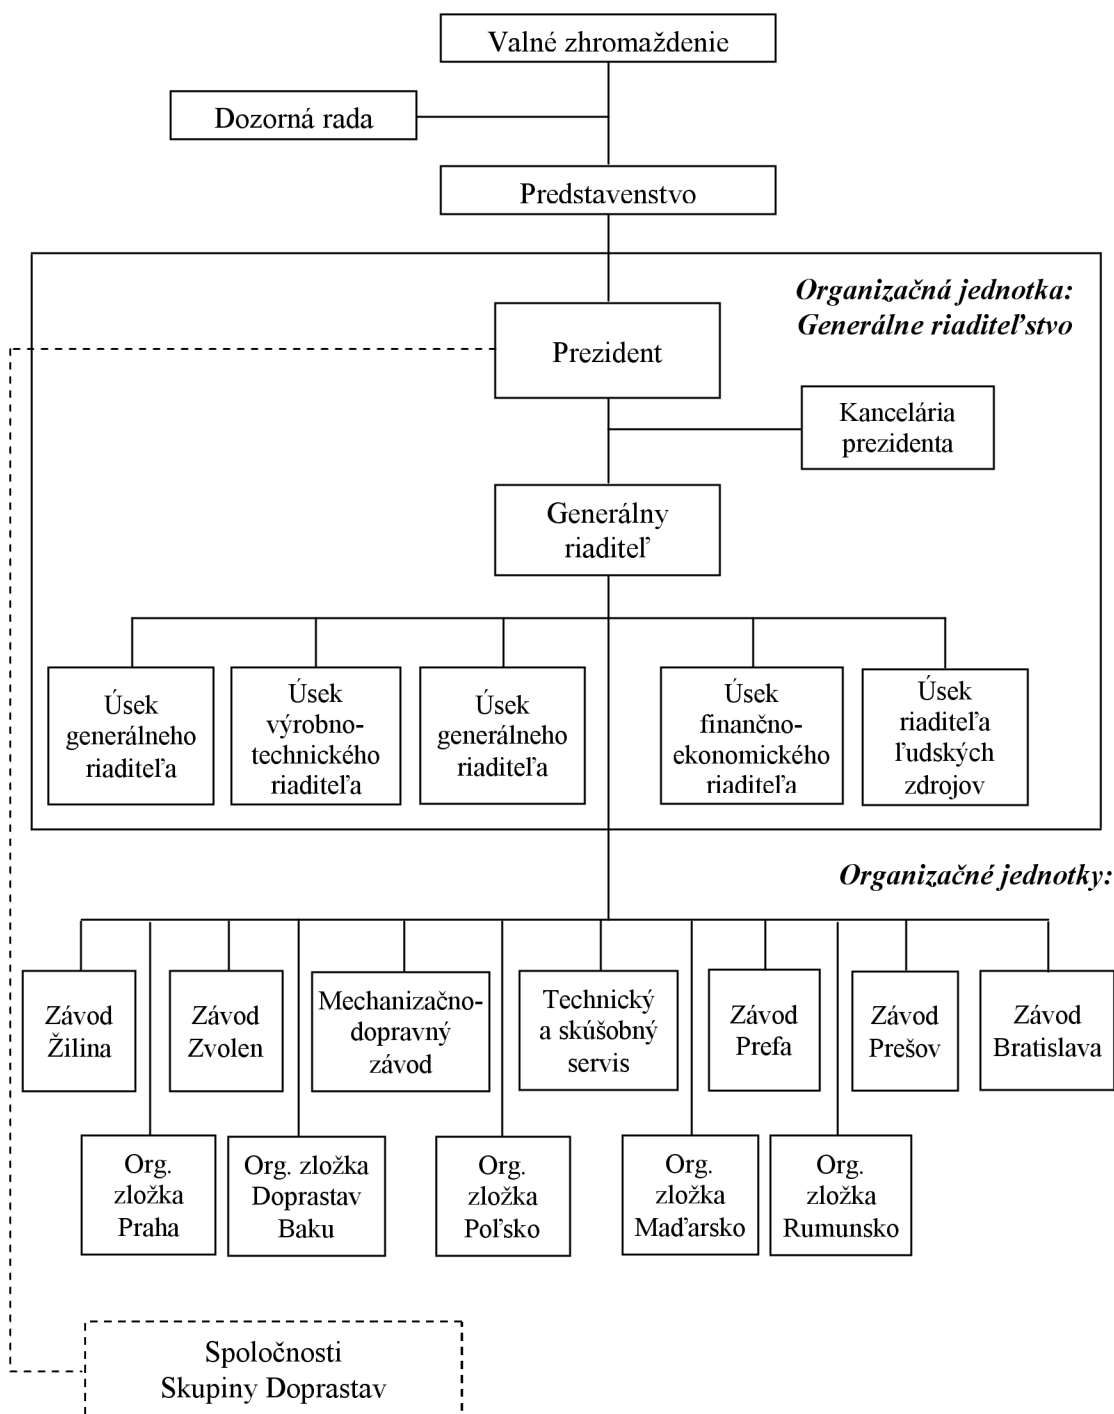 Valné zhromaždenie
Dozorná rada
Predstavenstvo
Organizačná jednotka:
Generálne riaditeľstvo
Prezident
Kancelária
prezidenta
Generálny
riaditeľ
Úsek
generálneho
riaditeľa
Úsek
výrobno-
technického
riaditeľa
Úsek
generálneho
riaditeľa
Úsek
finančno-
ekonomického
riaditeľa
Úsek
riaditeľa
ľudských
zdrojov
Organizačné jednotky:
Závod
Žilina
Závod
Zvolen
Mechanizačno-
dopravný
závod
Technický
a skúšobný
servis
Závod
Prefa
Závod
Prešov
Závod
Bratislava
Org.
zložka
Praha
Org. zložka
Doprastav
Baku
Org.
zložka
Poľsko
Org.
zložka
Maďarsko
Org.
zložka
Rumunsko
Spoločnosti
Skupiny Doprastav